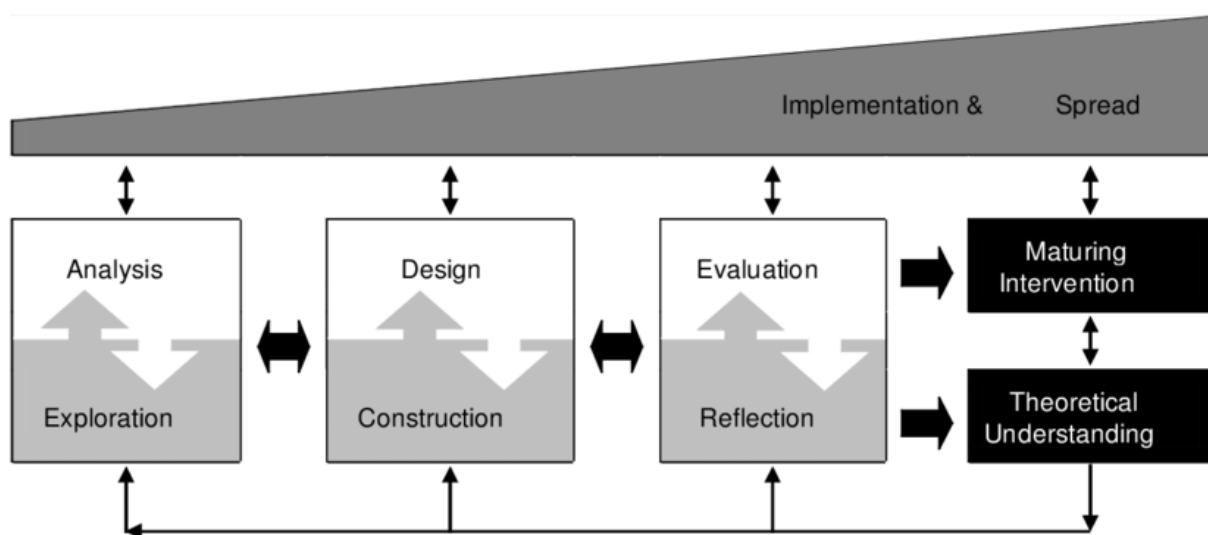 Implementation & Spread
Analysis
Design
Evaluation
Maturing
Intervention
Exploration
Construction
Reflection
Theoretical
Understanding